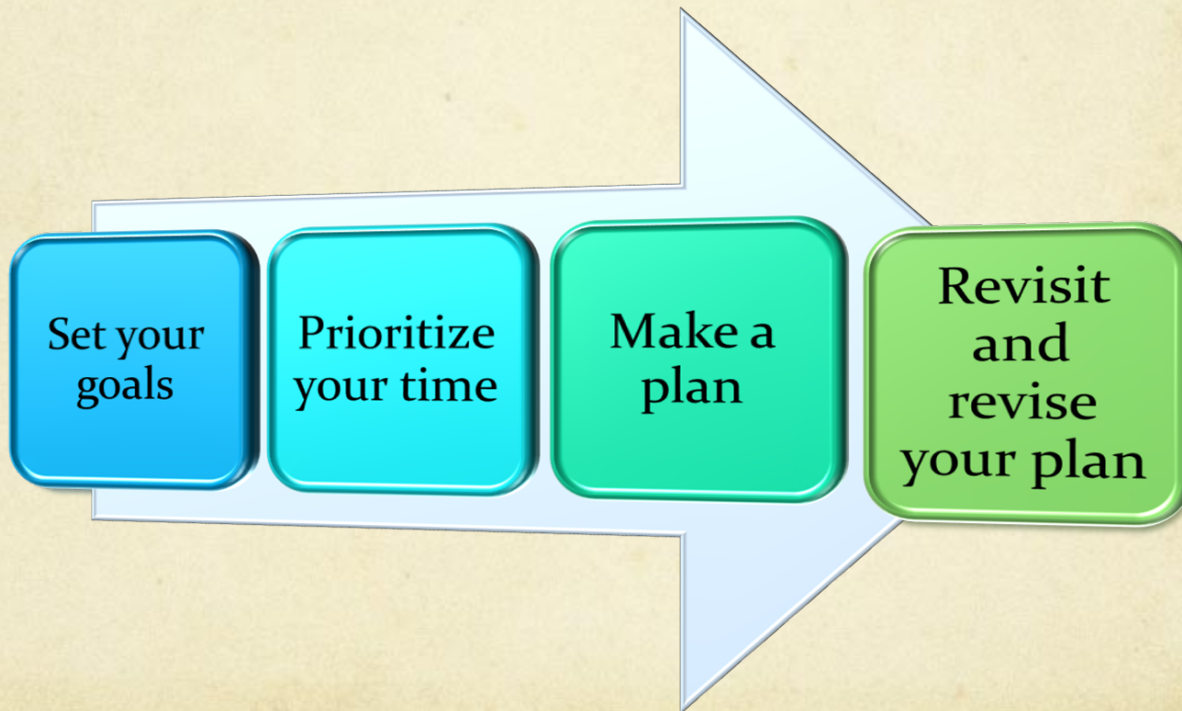 Set your
goals
Prioritize
your time
Make a
plan
Revisit
and
revise
your plan